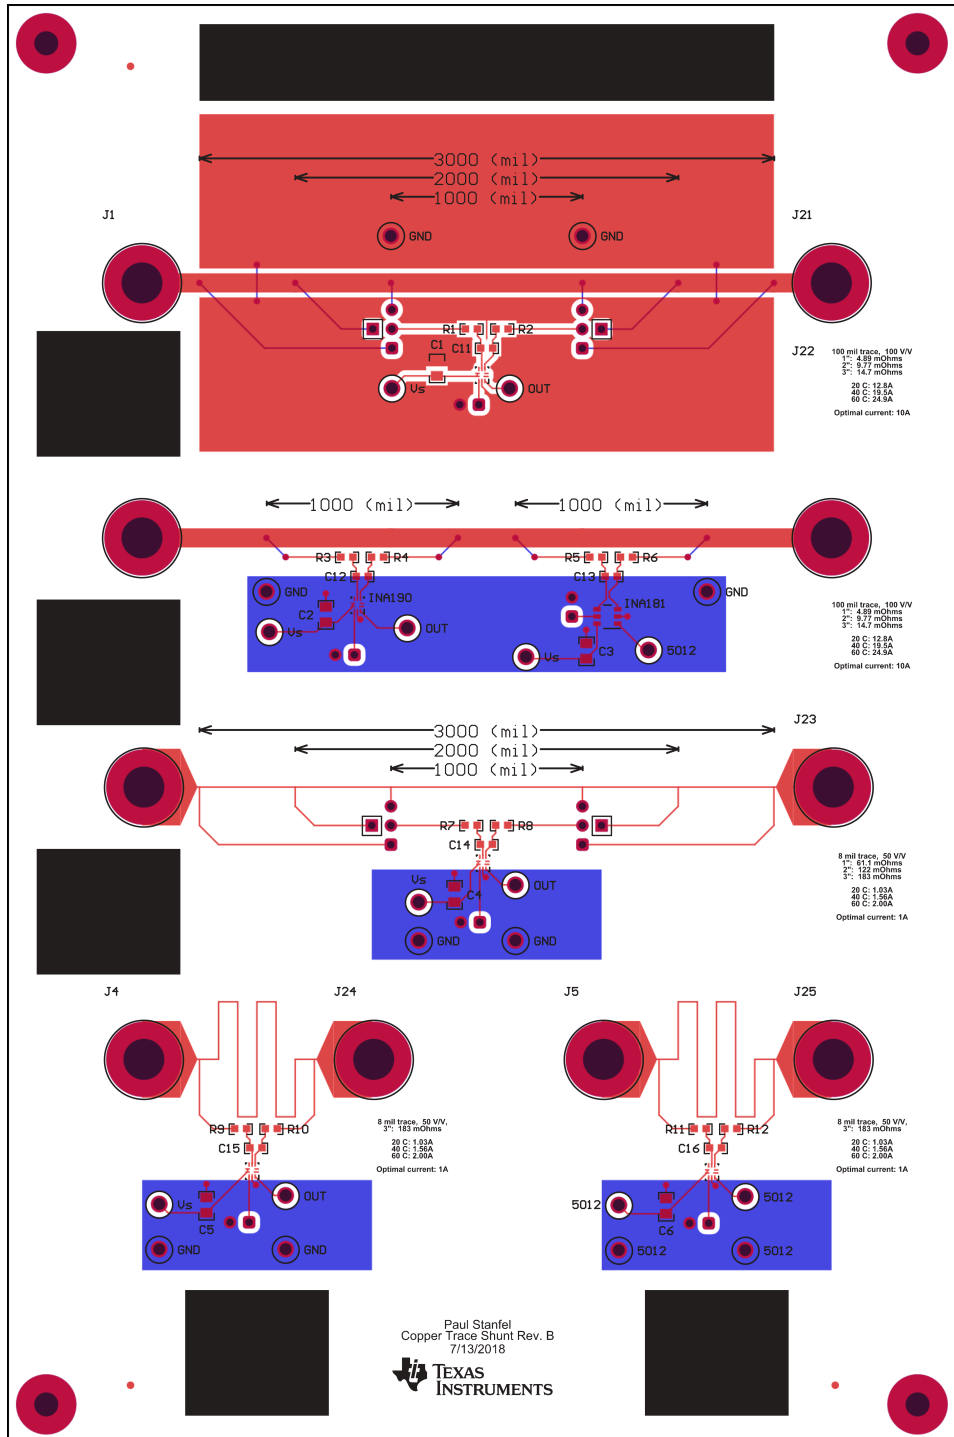 3000 (mil)
2000 (mil)
1000 (mil)
J1
J21
GND
GND
R1
R2
C1
C11
J22
100 mil trace, 100 V/V
1": 4.89 mOhms
2": 9.77 mOhms
3": 14.7 mOhms
20 C: 12.8A
40 C: 19.5A
60 C: 24.9A
Optimal current: 10A
Vs
OUT
1000 (mil)
1000 (mil)
R3
R4
R5
R6
C12
C13
GND
INA190
INA181
GND
C2
Vs
OUT
Vs
C3
5012
100 mil trace, 100 V/V
1": 4.89 mOhms
2": 9.77 mOhms
3": 14.7 mOhms
20 C: 12.8A
40 C: 19.5A
60 C: 24.9A
Optimal current: 10A
3000 (mil)
2000 (mil)
1000 (mil)
J23
R7
R8
C14
Vs
OUT
C4
GND
GND
8 mil trace, 50 V/V
1": 61.1 mOhms
2": 122 mOhms
3": 183 mOhms
20 C: 1.03A
40 C: 1.56A
60 C: 2.00A
Optimal current: 1A
J4
J24
J5
J25
R9
R10
C15
8 mil trace, 50 V/V,
3": 183 mOhms
20 C: 1.03A
40 C: 1.56A
60 C: 2.00A
Optimal current: 1A
R11
R12
C16
8 mil trace, 50 V/V,
3": 183 mOhms
20 C: 1.03A
40 C: 1.56A
60 C: 2.00A
Optimal current: 1A
Vs
OUT
C5
GND
GND
5012
5012
C6
5012
5012
Paul Stanfel
Copper Trace Shunt Rev. B
7/13/2018
TEXAS
INSTRUMENTS